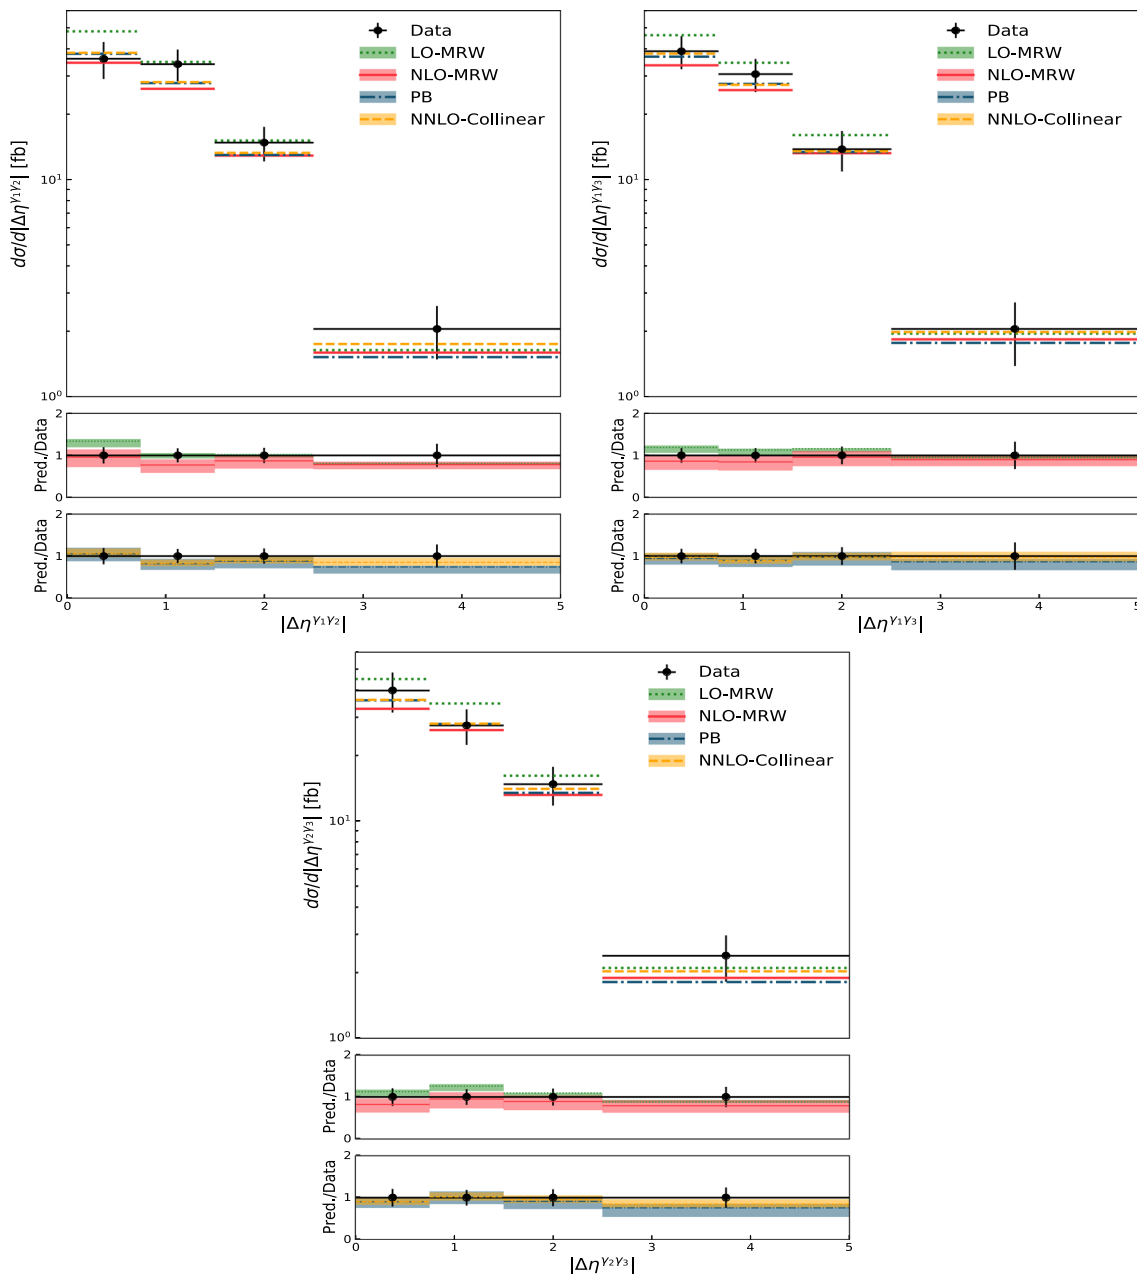 dσ/d|Δη^γ₁γ₂| [fb]
10¹
10⁰
Data
LO-MRW
NLO-MRW
PB
NNLO-Collinear
Pred./Data
2
1
0
Pred./Data
2
1
0
0 1 2 3 4 5
|Δη^γ₁γ₂|
dσ/d|Δη^γ₁γ₃| [fb]
10¹
10⁰
Data
LO-MRW
NLO-MRW
PB
NNLO-Collinear
Pred./Data
2
1
0
Pred./Data
2
1
0
0 1 2 3 4 5
|Δη^γ₁γ₃|
dσ/d|Δη^γ₂γ₃| [fb]
10¹
10⁰
Data
LO-MRW
NLO-MRW
PB
NNLO-Collinear
Pred./Data
2
1
0
Pred./Data
2
1
0
0 1 2 3 4 5
|Δη^γ₂γ₃|